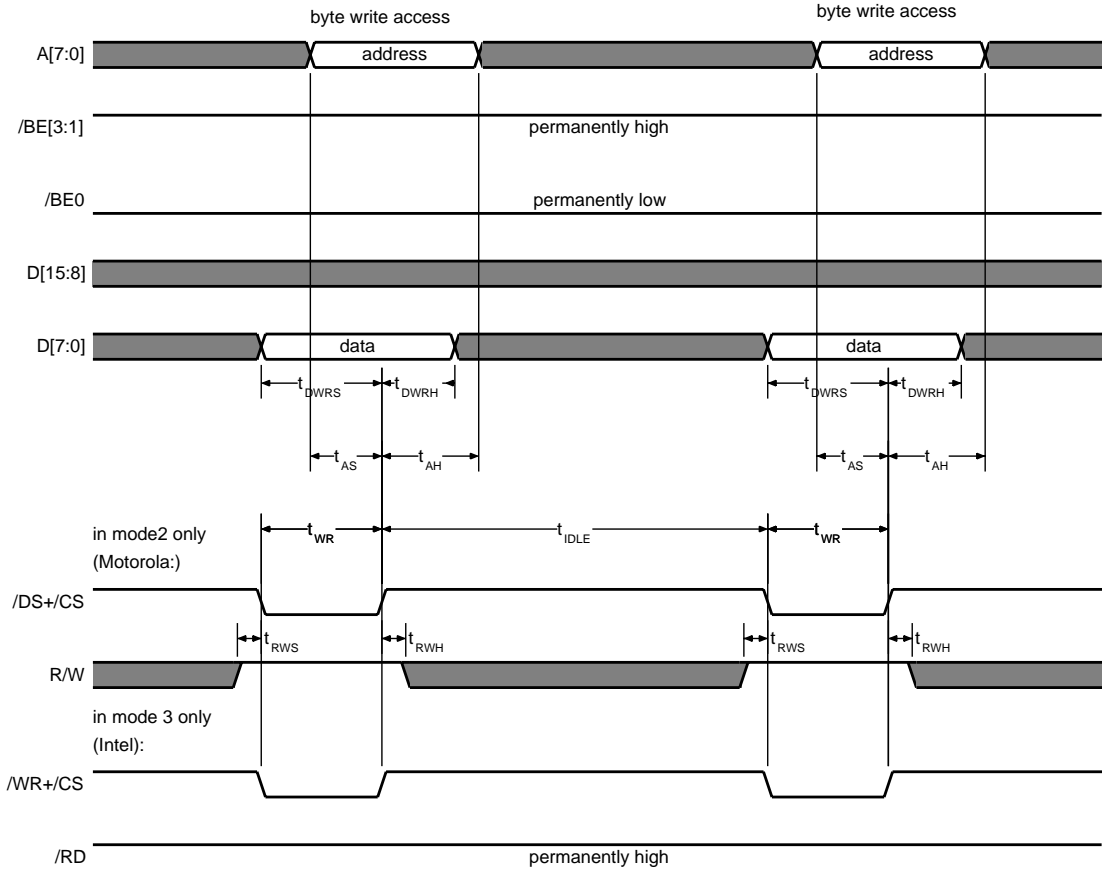 byte write access
byte write access
A[7:0]
address
address
/BE[3:1]
permanently high
/BE0
permanently low
D[15:8]
D[7:0]
data
data
tDWRS
tDWRH
tDWRS
tDWRH
tAS
tAH
tAS
tAH
in mode2 only
(Motorola:)
tWR
tIDLE
tWR
/DS+/CS
tRWS
tRWH
tRWS
tRWH
R/W
in mode 3 only
(Intel):
/WR+/CS
/RD
permanently high